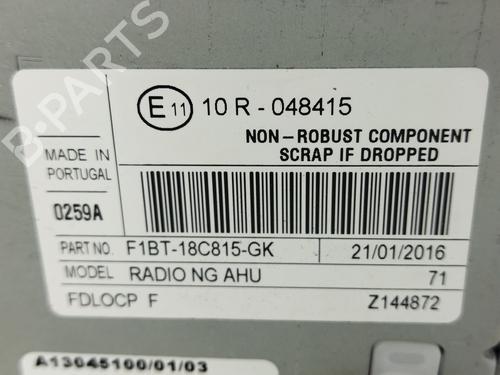 E 11 10 R - 048415
NON-ROBUST COMPONENT
SCRAP IF DROPPED
MADE IN
PORTUGAL
0259A
PART NO. F1BT-18C815-GK 21/01/2016
MODEL RADIO NG AHU 71
FDLOCP F Z144872
A13045100/01/03
B-PARTS